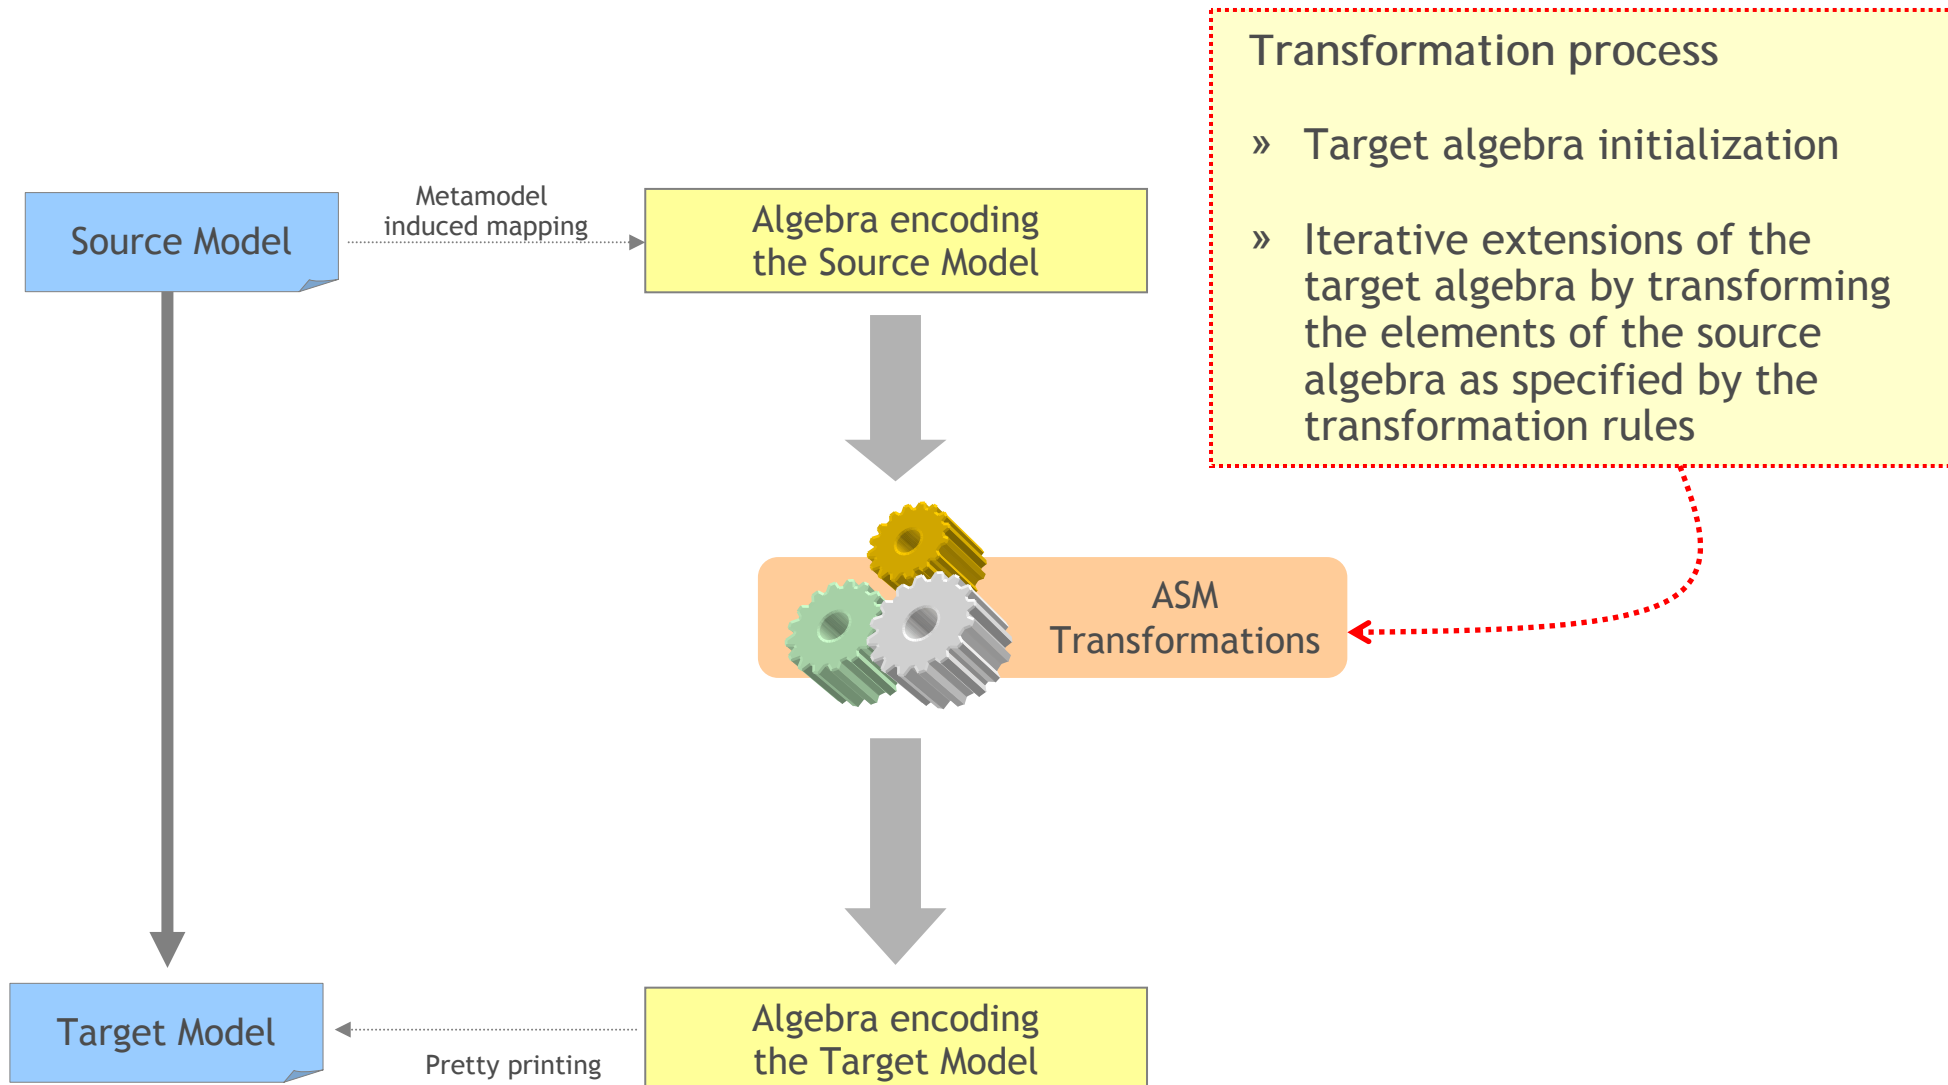 Transformation process
» Target algebra initialization
» Iterative extensions of the
target algebra by transforming
the elements of the source
algebra as specified by the
transformation rules
Source Model
Metamodel
induced mapping
Algebra encoding
the Source Model
ASM
Transformations
Target Model
Pretty printing
Algebra encoding
the Target Model